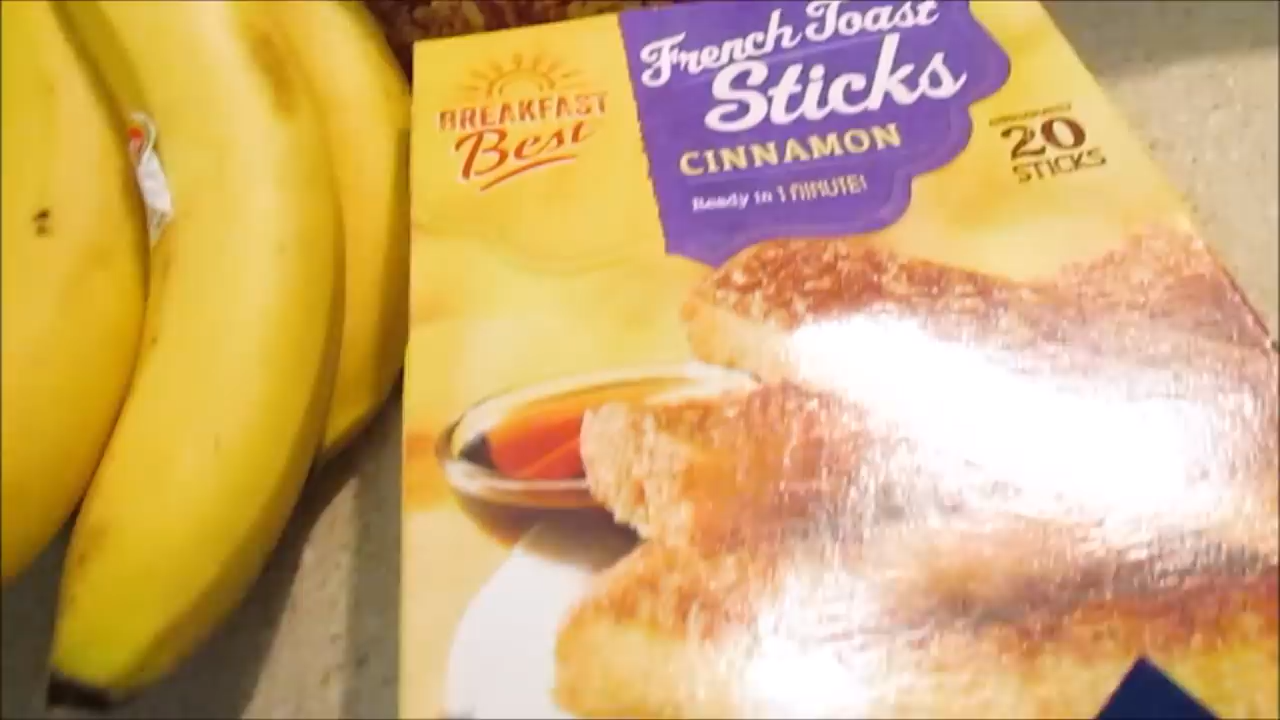 BREAKFAST
Best
French Toast
Sticks
CINNAMON
Ready in 1 MINUTE!
20
STICKS